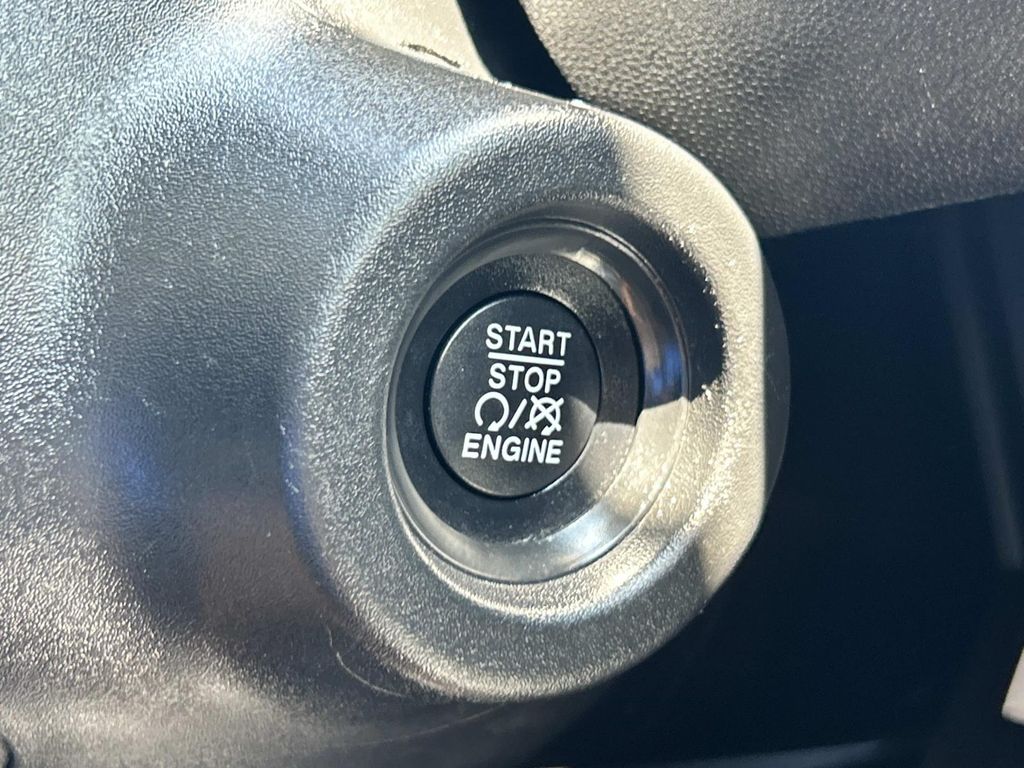 START
STOP
/
ENGINE